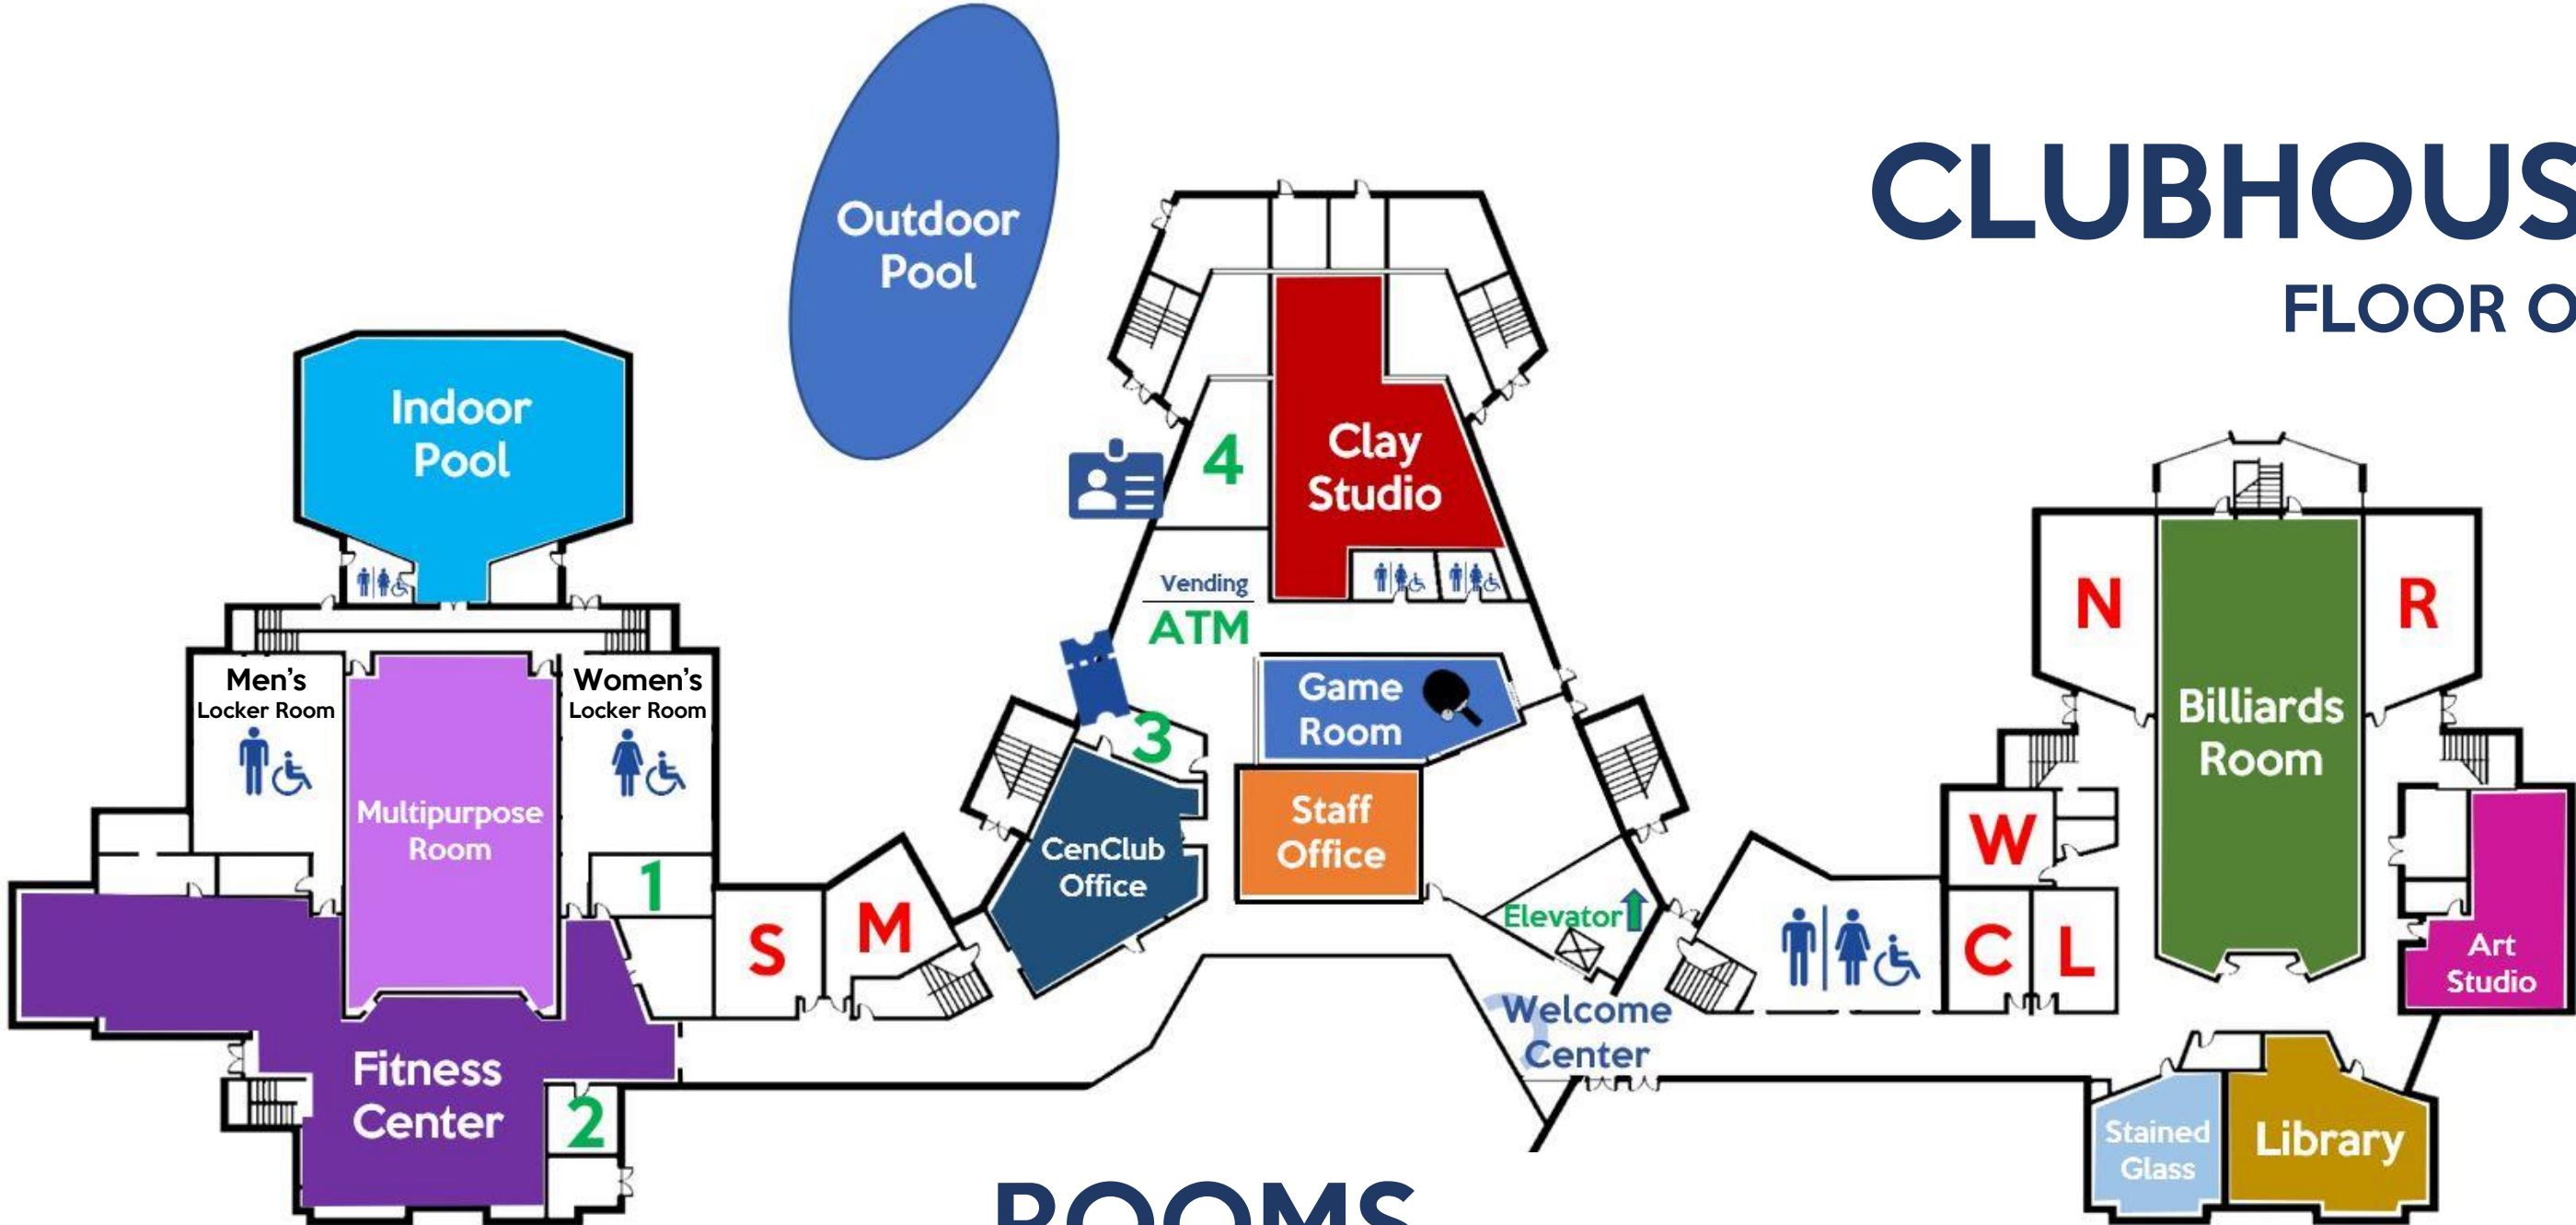 CLUBHOUS
FLOOR O
Outdoor
Pool
Indoor
Pool
4
Clay
Studio
Vending
ATM
N
R
Men's
Locker Room
Women's
Locker Room
Game
Room
3
Billiards
Room
Multipurpose
Room
Staff
Office
CenClub
Office
W
1
S
M
Elevator
C
L
Art
Studio
Welcome
Center
Fitness
Center
2
Stained
Glass
Library
ROOMS